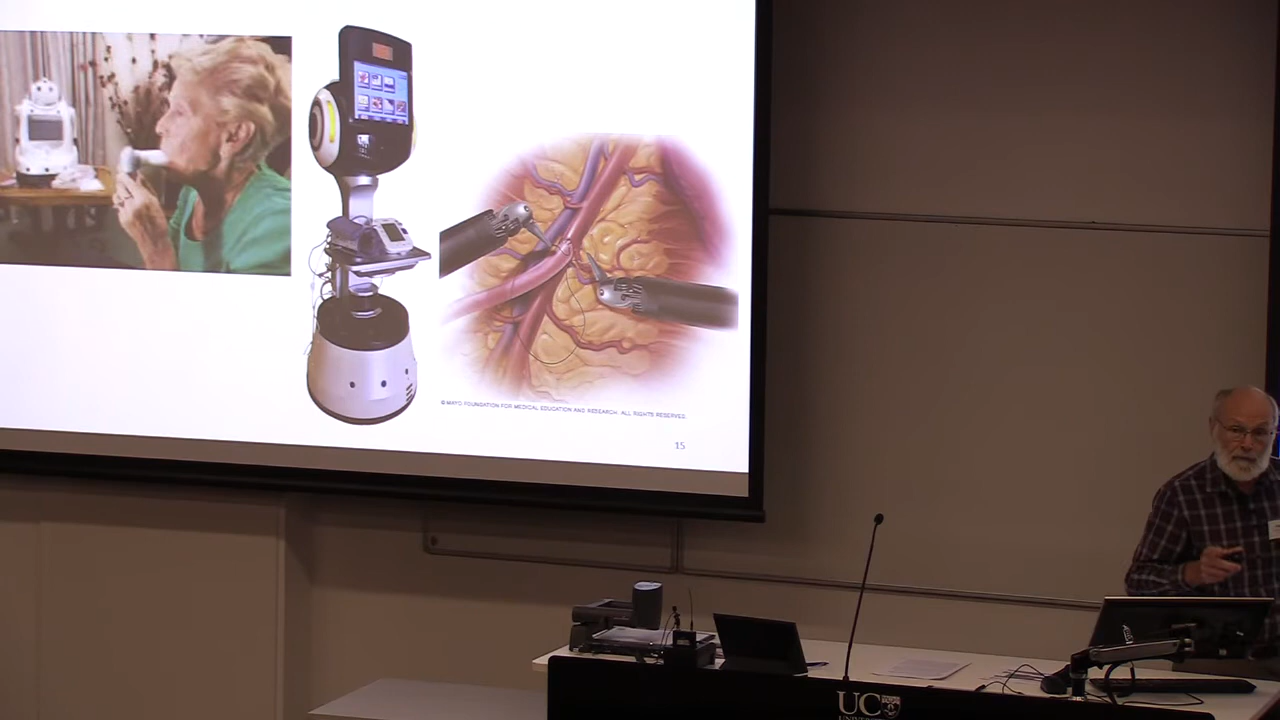 © MAYO FOUNDATION FOR MEDICAL EDUCATION AND RESEARCH. ALL RIGHTS RESERVED.
15
UC